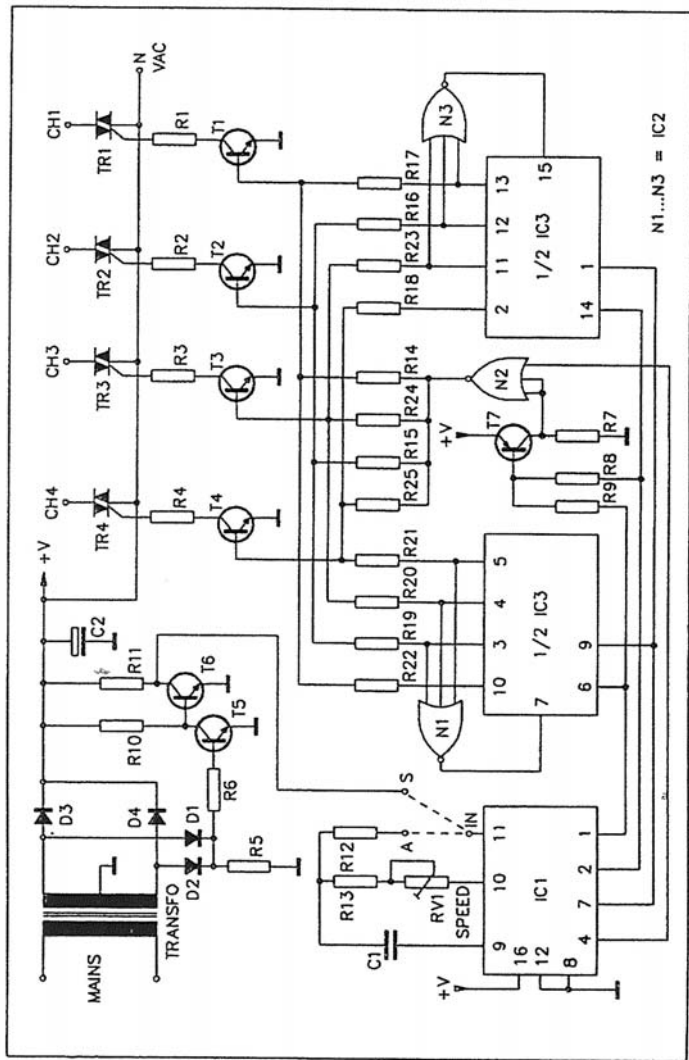 CH4
CH3
CH2
CH1
N
VAC
TR4
TR3
TR2
TR1
R4
R3
R2
R1
T4
T3
T2
T1
MAINS
TRANSFO
D3
D4
+V
C2
R10
R11
T6
T5
D1
D2
R6
R5
R22
R19
R20
R21
R25
R15
R24
R14
R18
R23
R16
R17
N1
N2
N3
+V
T7
R9
R8
R7
10
3
4
5
7
1/2 IC3
6
9
2
11
12
13
15
1/2 IC3
14
1
N1...N3 = IC2
S
A
IN
R12
R13
C1
RV1
SPEED
+V
16
12
8
9
10
11
IC1
4
7
2
1